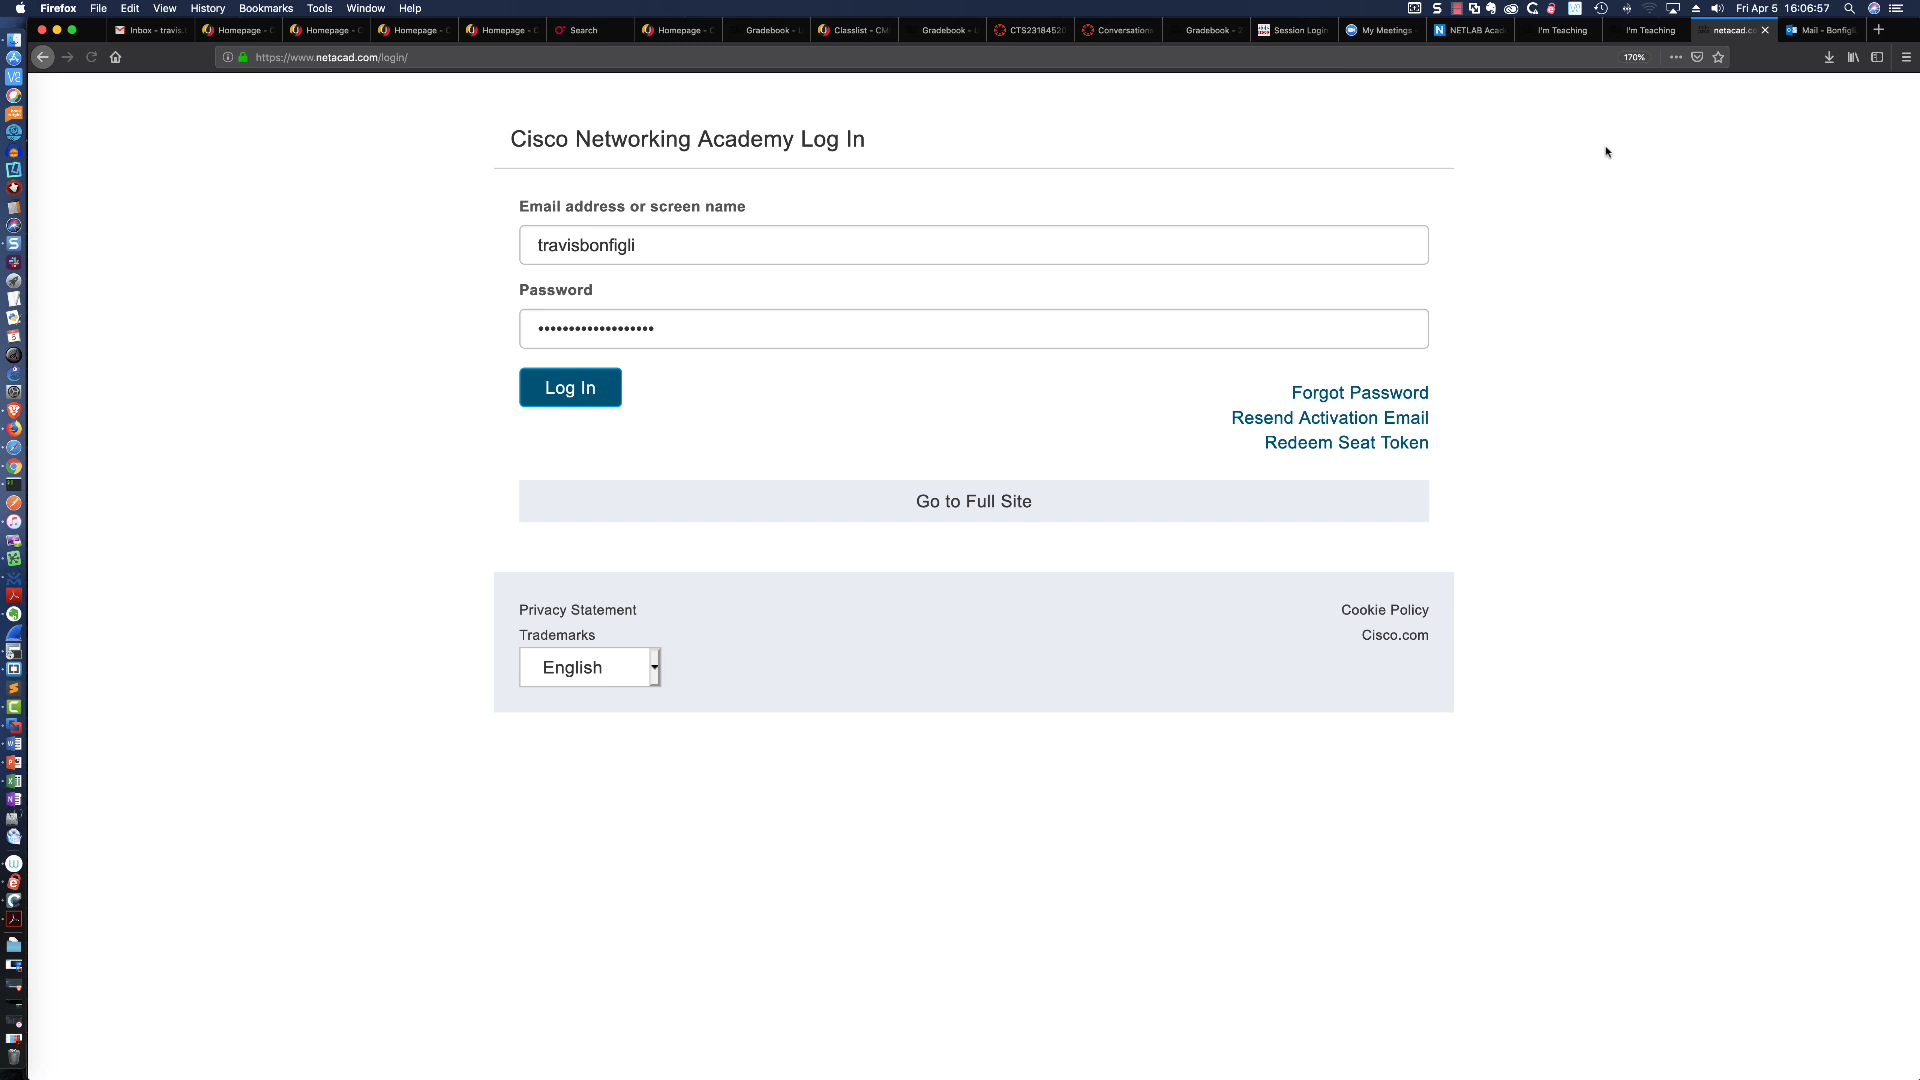 Firefox File Edit View History Bookmarks Tools Window Help Fri Apr 5 16:06:57
Inbox - travis. Homepage - C Homepage - C Homepage - C Homepage - C Search Homepage - C Gradebook - L Classlist - CM Gradebook - L CTS23184520 Conversations Gradebook - 2 Session Login My Meetings - NETLAB Acad I'm Teaching I'm Teaching netacad.co Mail - Bonfigli
https://www.netacad.com/login/ 170%
Cisco Networking Academy Log In
Email address or screen name
travisbonfigli
Password
•••••••••••••••••••
Log In
Forgot Password
Resend Activation Email
Redeem Seat Token
Go to Full Site
Privacy Statement Cookie Policy
Trademarks Cisco.com
English